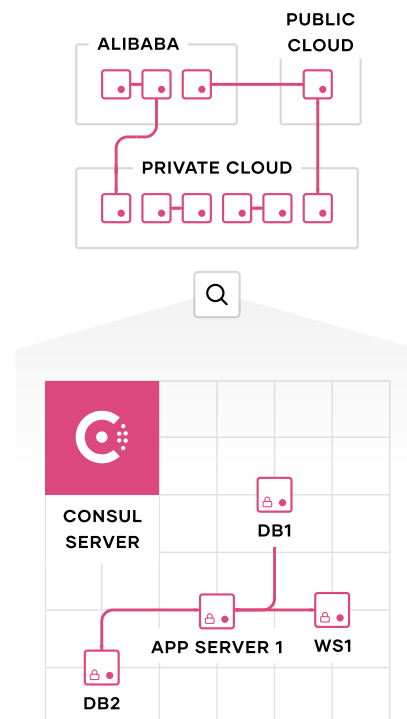 PUBLIC
CLOUD
ALIBABA
PRIVATE CLOUD
CONSUL
SERVER
DB1
APP SERVER 1
WS1
DB2